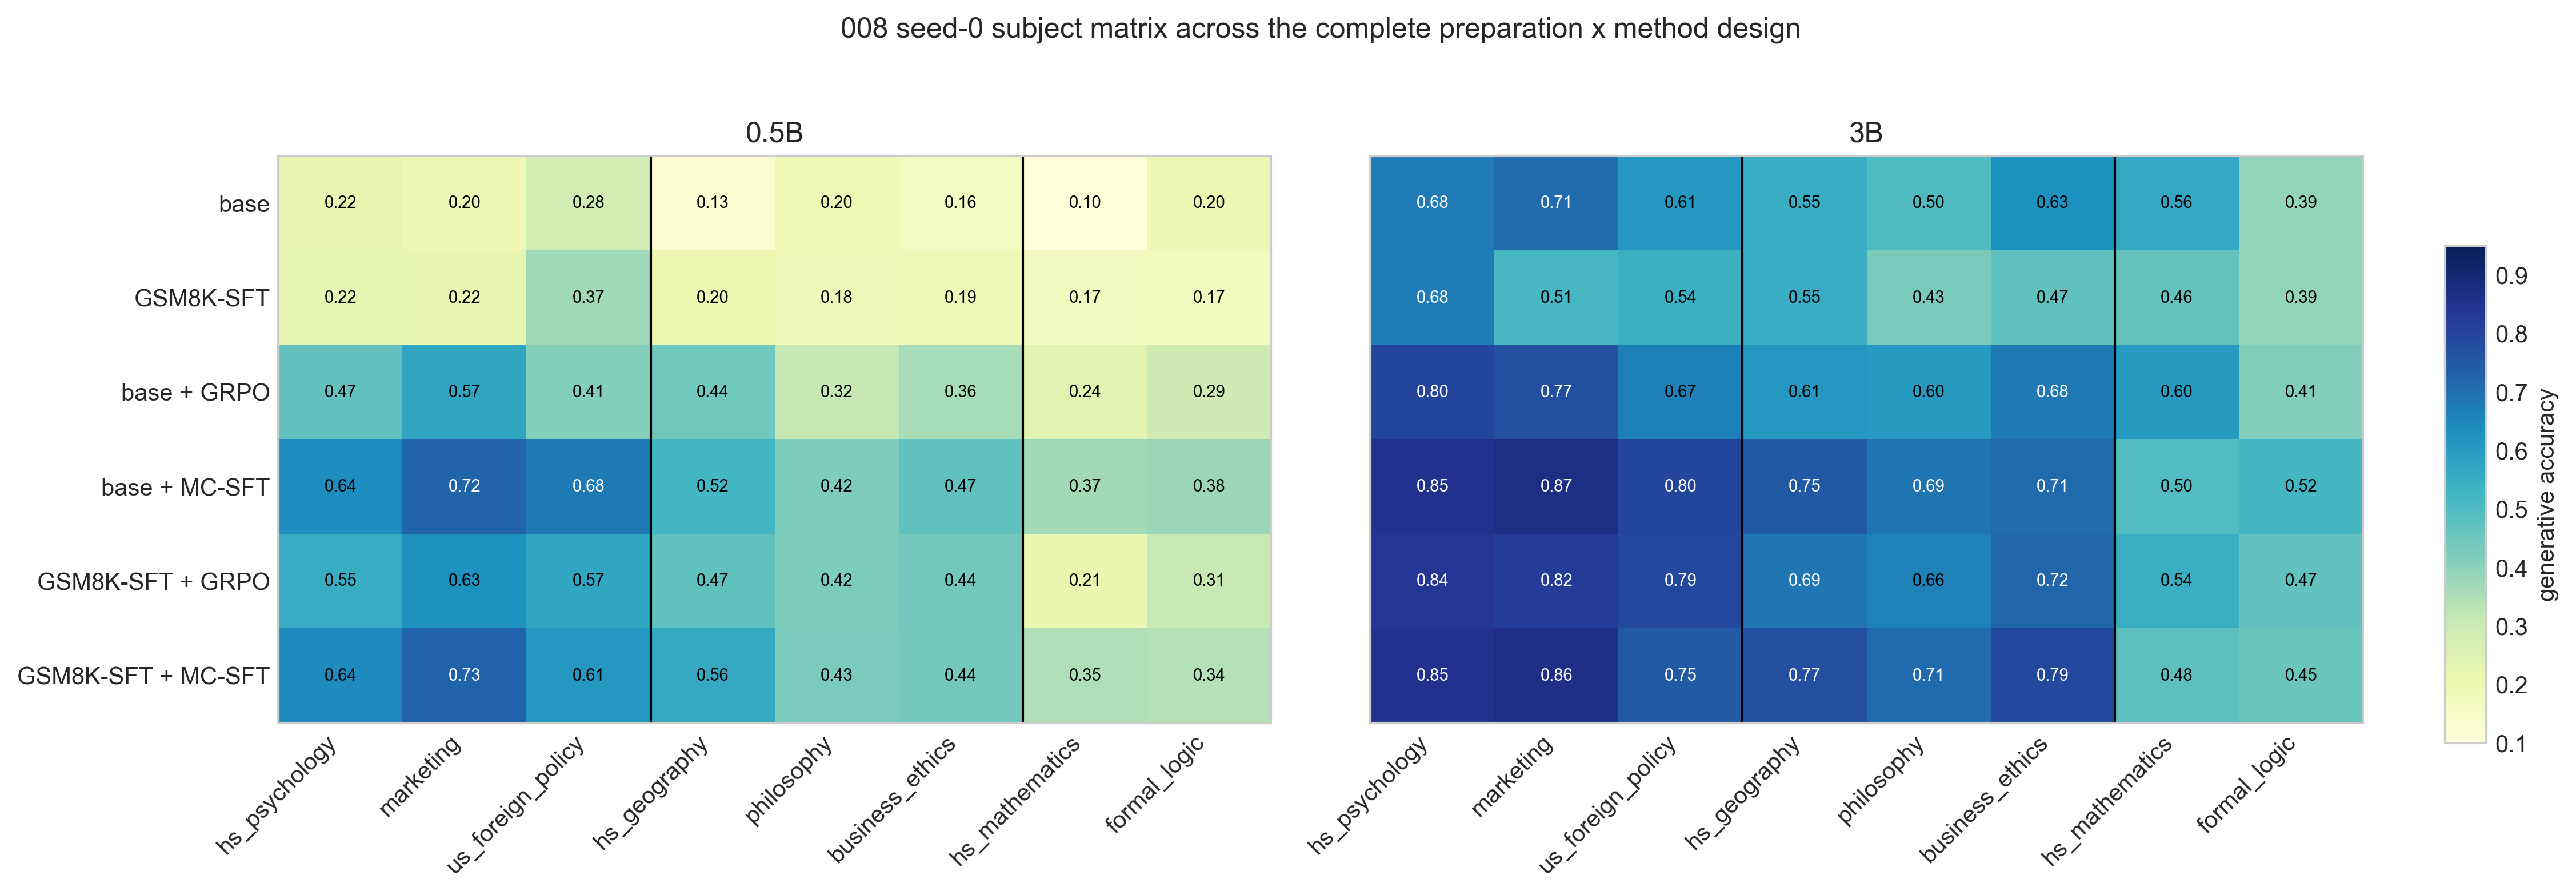 008 seed-0 subject matrix across the complete preparation x method design
0.5B
base 0.22 0.20 0.28 0.13 0.20 0.16 0.10 0.20
GSM8K-SFT 0.22 0.22 0.37 0.20 0.18 0.19 0.17 0.17
base + GRPO 0.47 0.57 0.41 0.44 0.32 0.36 0.24 0.29
base + MC-SFT 0.64 0.72 0.68 0.52 0.42 0.47 0.37 0.38
GSM8K-SFT + GRPO 0.55 0.63 0.57 0.47 0.42 0.44 0.21 0.31
GSM8K-SFT + MC-SFT 0.64 0.73 0.61 0.56 0.43 0.44 0.35 0.34
hs_psychology
marketing
us_foreign_policy
hs_geography
philosophy
business_ethics
hs_mathematics
formal_logic
3B
0.68 0.71 0.61 0.55 0.50 0.63 0.56 0.39
0.68 0.51 0.54 0.55 0.43 0.47 0.46 0.39
0.80 0.77 0.67 0.61 0.60 0.68 0.60 0.41
0.85 0.87 0.80 0.75 0.69 0.71 0.50 0.52
0.84 0.82 0.79 0.69 0.66 0.72 0.54 0.47
0.85 0.86 0.75 0.77 0.71 0.79 0.48 0.45
hs_psychology
marketing
us_foreign_policy
hs_geography
philosophy
business_ethics
hs_mathematics
formal_logic
0.9
0.8
0.7
0.6
0.5
0.4
0.3
0.2
0.1
generative accuracy